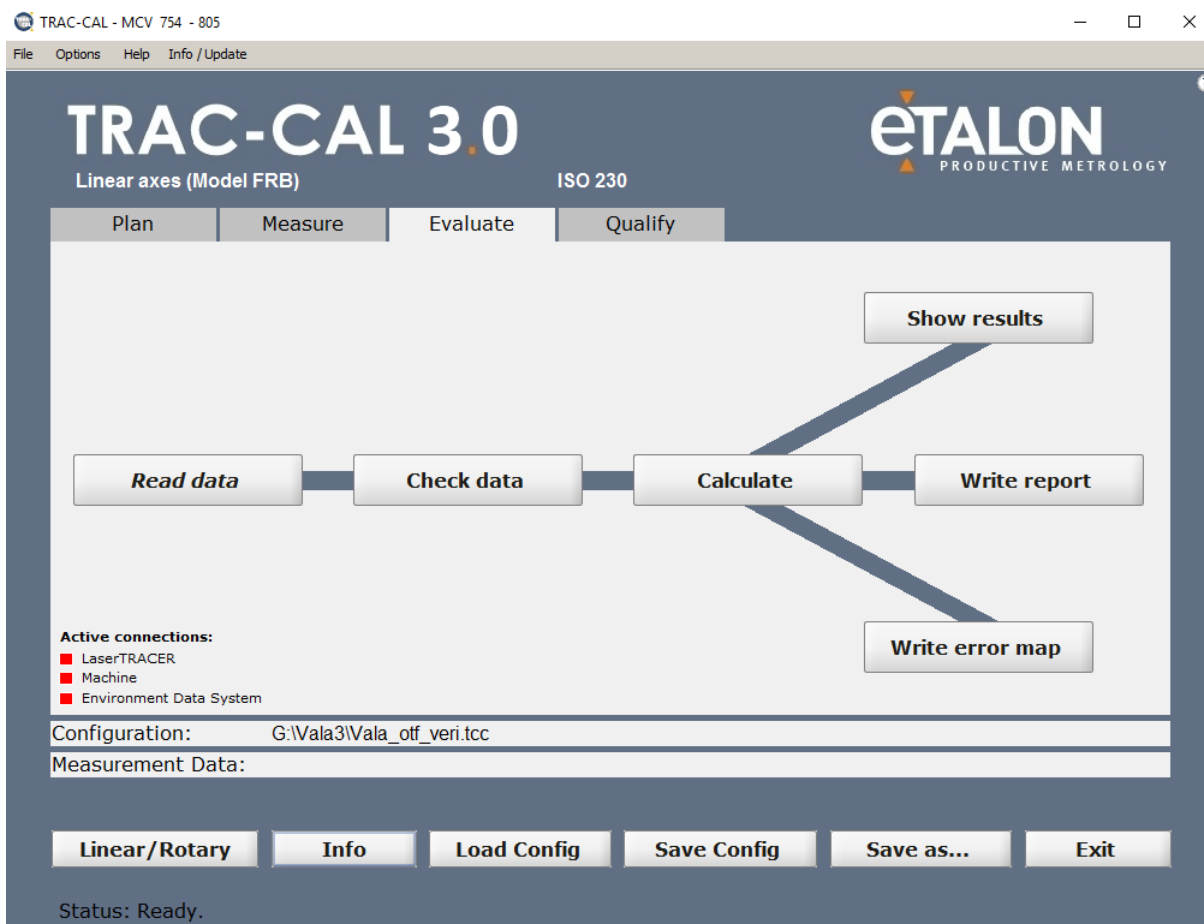 TRAC-CAL - MCV 754 - 805
File Options Help Info / Update
TRAC-CAL 3.0
eTALON
PRODUCTIVE METROLOGY
Linear axes (Model FRB) ISO 230
Plan Measure Evaluate Qualify
Show results
Read data Check data Calculate Write report
Write error map
Active connections:
LaserTRACER
Machine
Environment Data System
Configuration: G:\Vala3\Vala_otf_veri.tcc
Measurement Data:
Linear/Rotary Info Load Config Save Config Save as... Exit
Status: Ready.